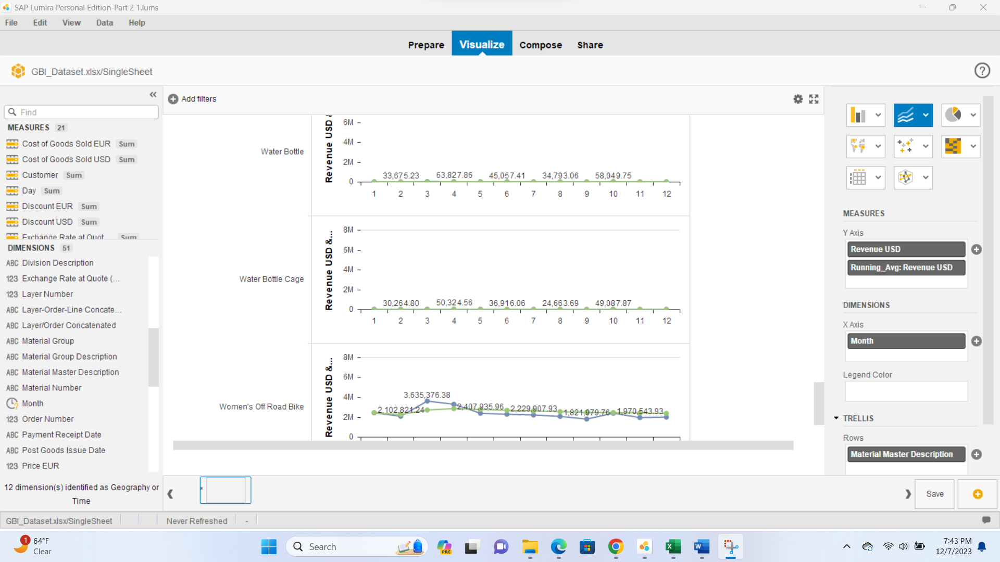 SAP Lumira Personal Edition-Part 2 1.lums
File Edit View Data Help
Prepare Visualize Compose Share
GBI_Dataset.xlsx/SingleSheet
?
«
Add filters
Find
MEASURES 21
Cost of Goods Sold EUR Sum
Cost of Goods Sold USD Sum
Customer Sum
Day Sum
Discount EUR Sum
Discount USD Sum
Exchange Rate at Quot... Sum
DIMENSIONS 51
ABC Division Description
123 Exchange Rate at Quote (...
123 Layer Number
ABC Layer-Order-Line Concate...
ABC Layer/Order Concatenated
ABC Material Group
ABC Material Group Description
ABC Material Master Description
ABC Material Number
Month
123 Order Number
ABC Payment Receipt Date
ABC Post Goods Issue Date
123 Price EUR
12 dimension(s) identified as Geography or
Time
Water Bottle
Revenue USD
6M
4M
2M
0
33,675.23 63,827.86 45,057.41 34,793.06 58,049.75
1 2 3 4 5 6 7 8 9 10 11 12
Water Bottle Cage
Revenue USD &...
8M
6M
4M
2M
0
30,264.80 50,324.56 36,916.06 24,663.69 49,087.87
1 2 3 4 5 6 7 8 9 10 11 12
Women's Off Road Bike
Revenue USD &...
8M
6M
4M
2M
0
3,635,376.38
2,102,821.24 2,407,935.96 2,229,907.93 1,821,979.76 1,970,543.93
MEASURES
Y Axis
Revenue USD
Running_Avg: Revenue USD
DIMENSIONS
X Axis
Month
Legend Color
TRELLIS
Rows
Material Master Description
*
Save
GBI_Dataset.xlsx/SingleSheet Never Refreshed -
1
64°F
Clear
Search
PRE
7:43 PM
12/7/2023